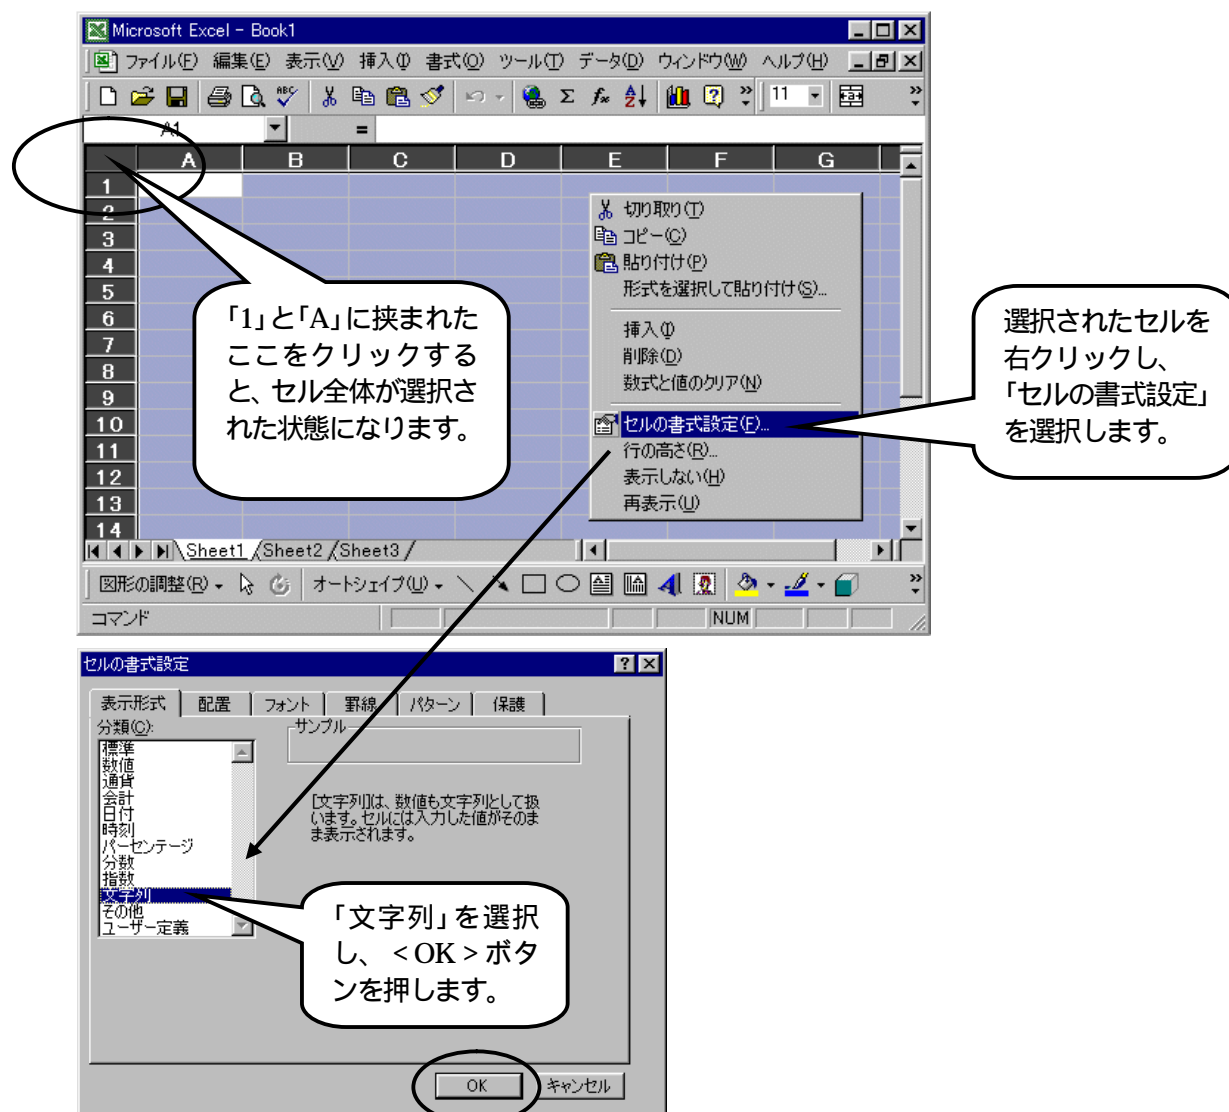 Microsoft Excel - Book1
ファイル(F) 編集(E) 表示(V) 挿入(I) 書式(O) ツール(T) データ(D) ウィンドウ(W) ヘルプ(H)
11
A1 =
A B C D E F G
1
2
3
4
5
6
7
8
9
10
11
12
13
14
切り取り(T)
コピー(C)
貼り付け(P)
形式を選択して貼り付け(S)...
挿入(I)
削除(D)
数式と値のクリア(N)
セルの書式設定(F)...
行の高さ(R)...
表示しない(H)
再表示(U)
「1」と「A」に挟まれた
ここをクリックする
と、セル全体が選択さ
れた状態になります。
選択されたセルを
右クリックし、
「セルの書式設定」
を選択します。
Sheet1 Sheet2 Sheet3
図形の調整(R) オートシェイプ(U)
コマンド NUM
セルの書式設定
表示形式 配置 フォント 罫線 パターン 保護
分類(C):
サンプル
標準
数値
通貨
会計
日付
時刻
パーセンテージ
分数
指数
文字列
その他
ユーザー定義
[文字列]は、数値も文字列として扱
います。セルには入力した値がそのま
ま表示されます。
「文字列」を選択
し、＜OK＞ボタ
ンを押します。
OK キャンセル